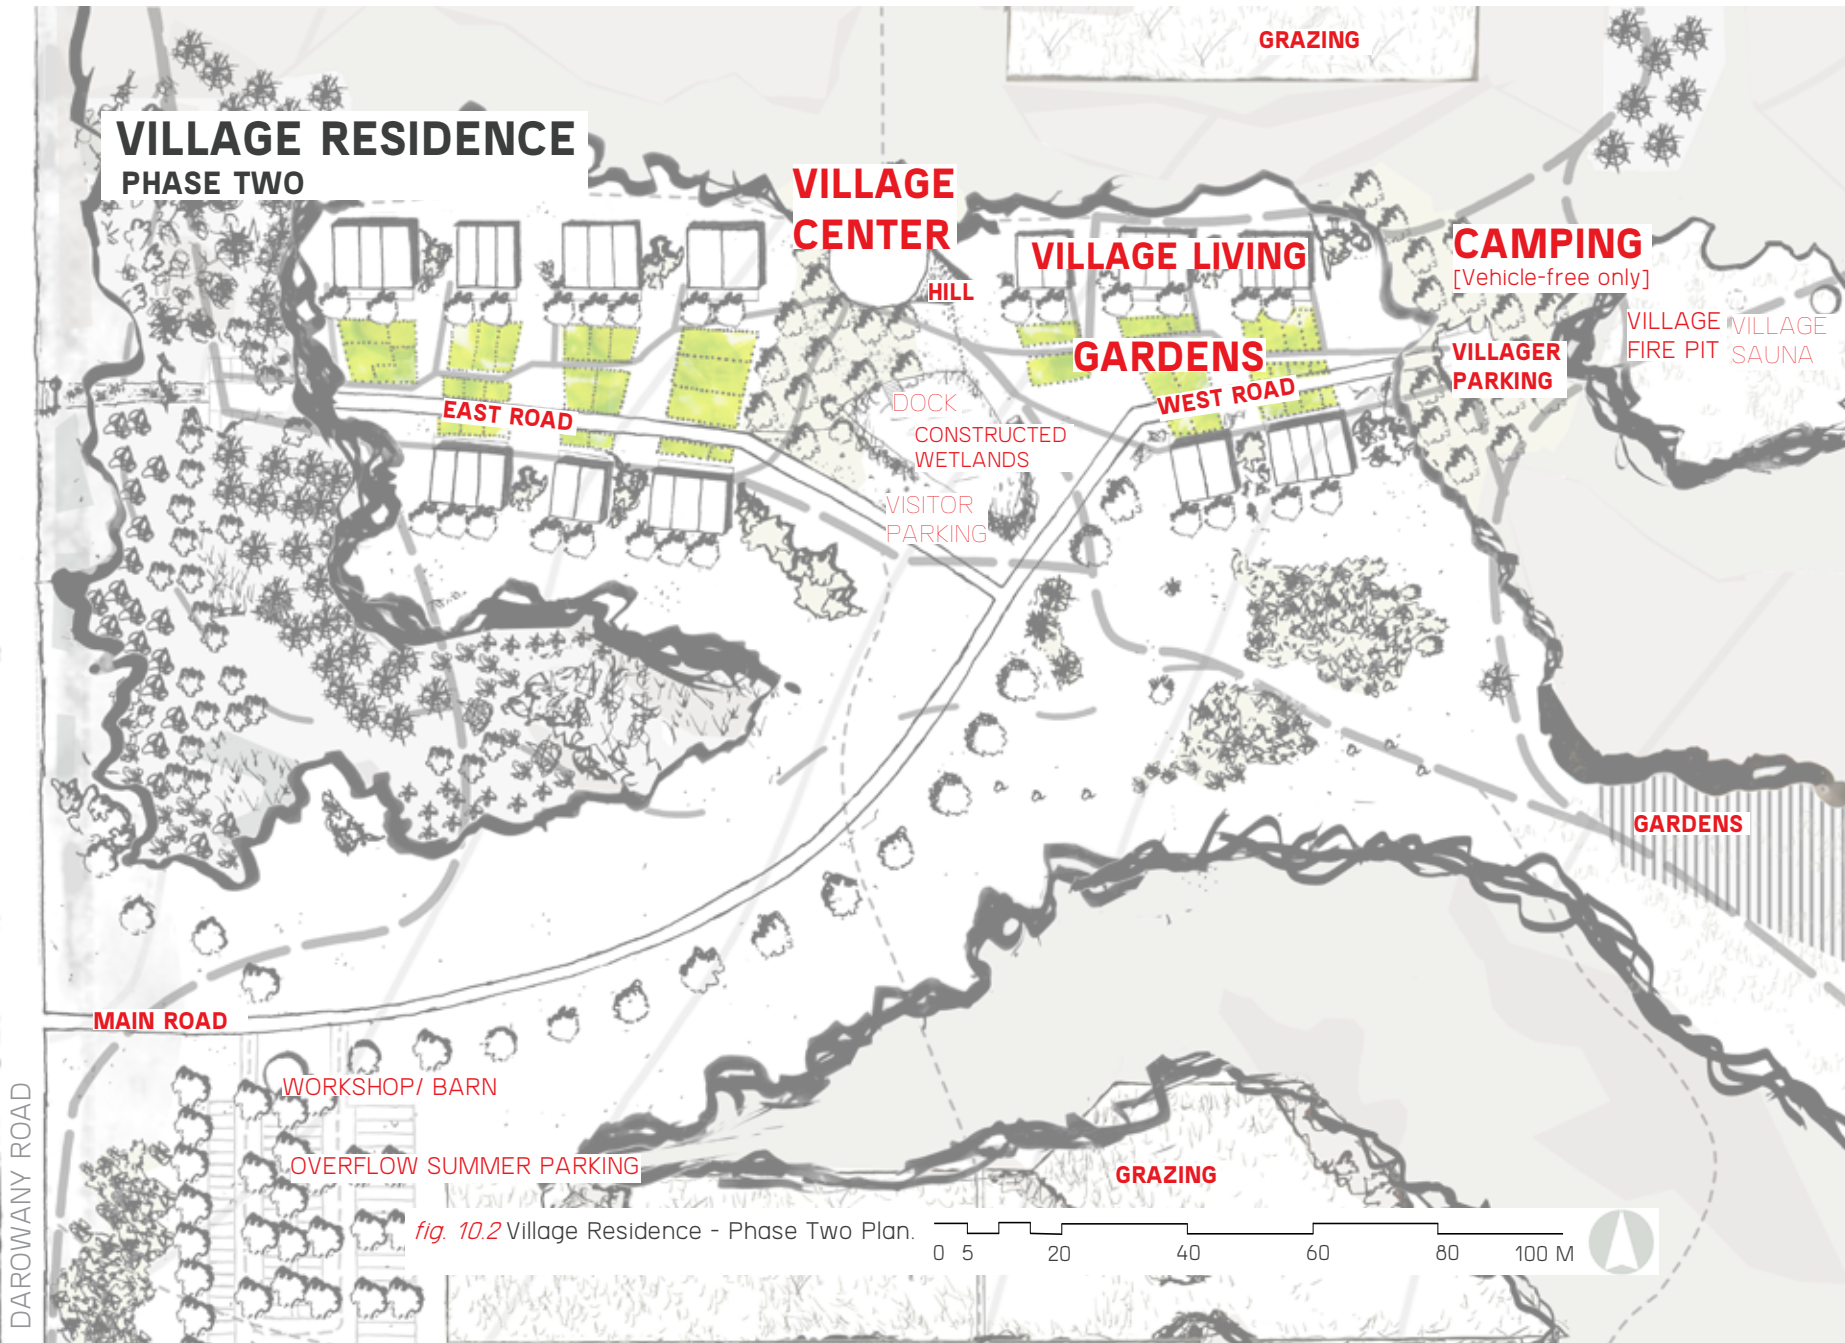 GRAZING
VILLAGE RESIDENCE
PHASE TWO
VILLAGE
CENTER
HILL
VILLAGE LIVING
CAMPING
[Vehicle-free only]
VILLAGE
FIRE PIT
VILLAGE
SAUNA
VILLAGER
PARKING
GARDENS
WEST ROAD
EAST ROAD
DOCK
CONSTRUCTED
WETLANDS
VISITOR
PARKING
GARDENS
MAIN ROAD
WORKSHOP/ BARN
OVERFLOW SUMMER PARKING
GRAZING
DAROWANY ROAD
fig. 10.2 Village Residence - Phase Two Plan.
0 5 20 40 60 80 100 M